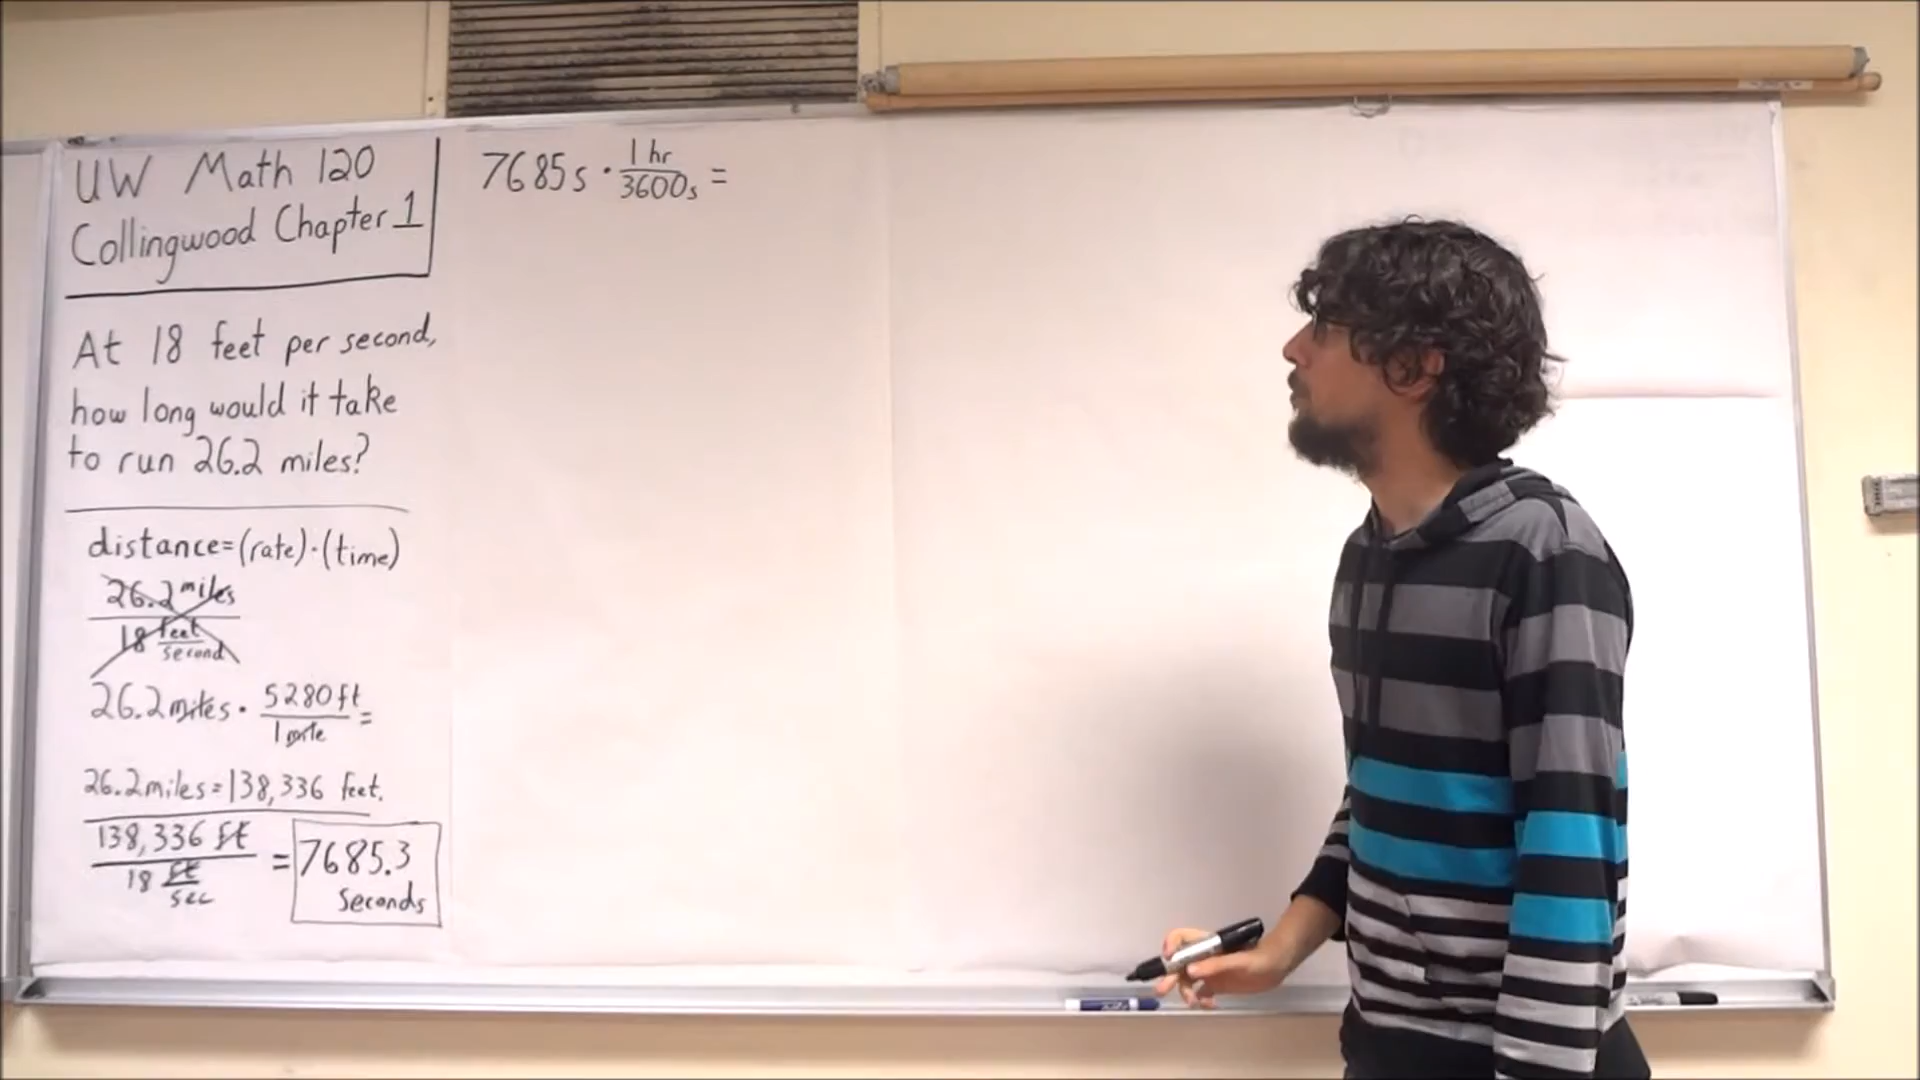 UW Math 120
Collingwood Chapter 1
At 18 feet per second,
how long would it take
to run 26.2 miles?
distance=(rate)·(time)
26.2 miles
18 feet
second
26.2 miles · 5280 ft
1 mile =
26.2 miles = 138,336 feet.
138,336 ft
18 ft
sec
= 7685.3
seconds
7685s · 1 hr
3600s =